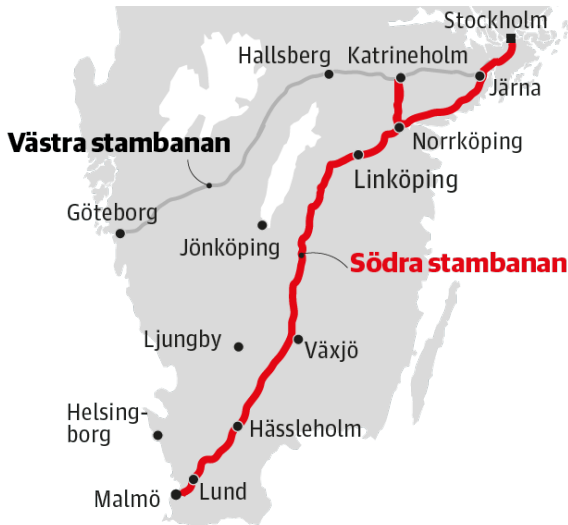 Stockholm
Hallsberg
Katrineholm
Järna
Västra stambanan
Norrköping
Linköping
Göteborg
Jönköping
Södra stambanan
Ljungby
Växjö
Helsing-
borg
Hässleholm
Malmö
Lund